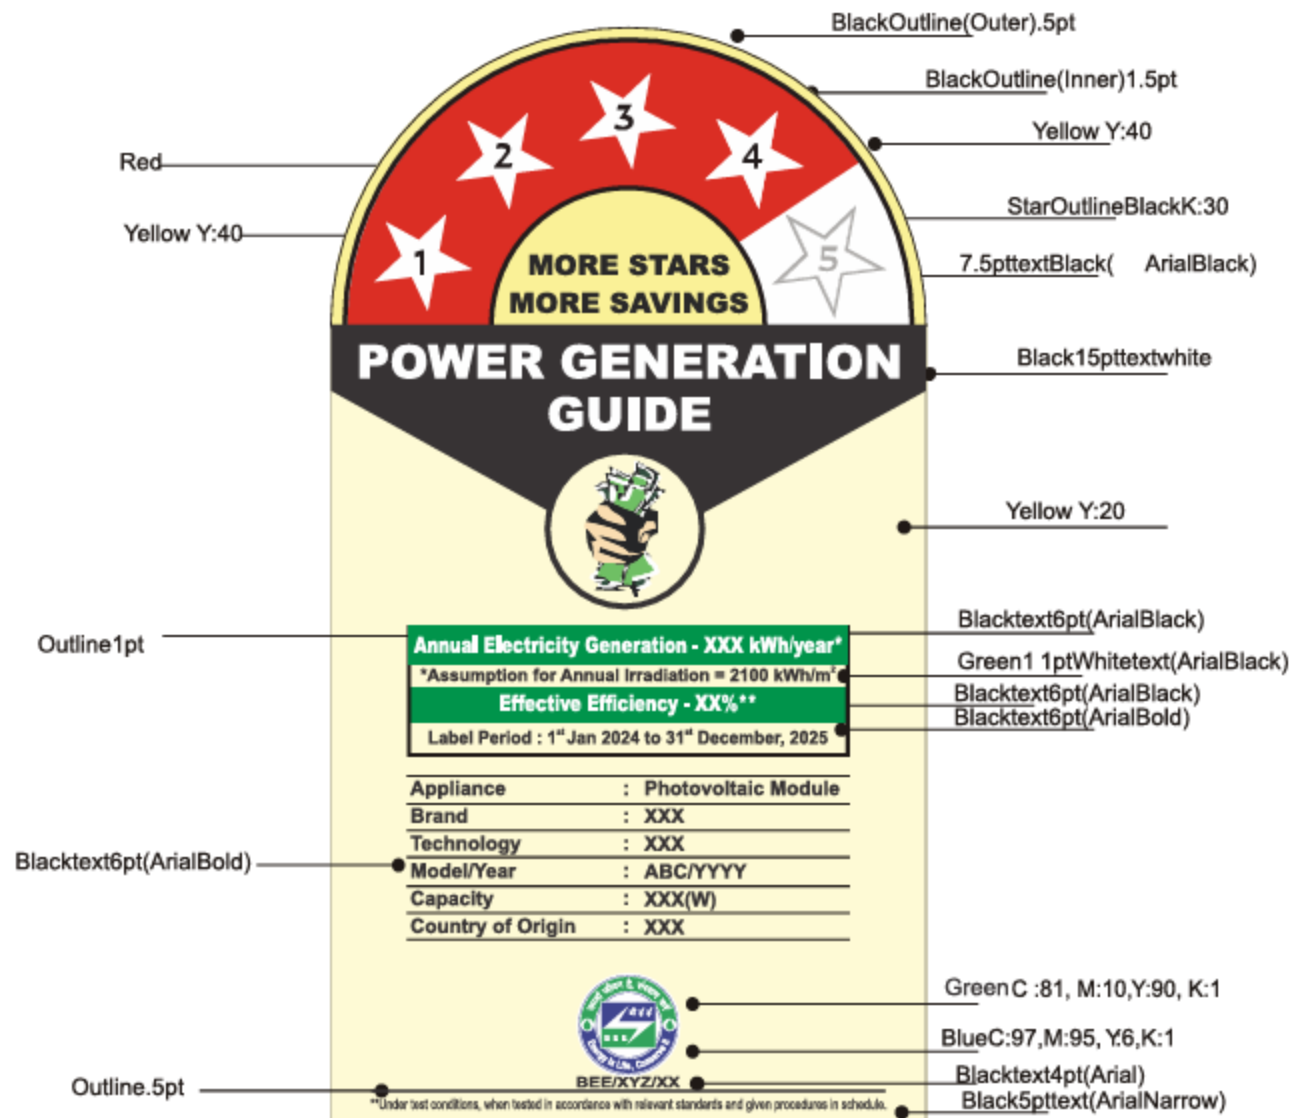 BlackOutline(Outer).5pt
BlackOutline(Inner)1.5pt
Yellow Y:40
Red
StarOutlineBlackK:30
Yellow Y:40
7.5pttextBlack( ArialBlack)
1
2
3
4
5
MORE STARS
MORE SAVINGS
POWER GENERATION
GUIDE
Black15pttextwhite
Yellow Y:20
Outline1pt
Annual Electricity Generation - XXX kWh/year*
*Assumption for Annual Irradiation = 2100 kWh/m²
Effective Efficiency - XX%**
Label Period : 1st Jan 2024 to 31st December, 2025
Blacktext6pt(ArialBlack)
Green1 1ptWhitetext(ArialBlack)
Blacktext6pt(ArialBlack)
Blacktext6pt(ArialBold)
Appliance : Photovoltaic Module
Brand : XXX
Technology : XXX
Model/Year : ABC/YYYY
Capacity : XXX(W)
Country of Origin : XXX
Blacktext6pt(ArialBold)
Energy is Life, Conserve it
GreenC :81, M:10,Y:90, K:1
BlueC:97,M:95, Y:6,K:1
BEE/XYZ/XX
Blacktext4pt(Arial)
Outline.5pt
**Under test conditions, when tested in accordance with relevant standards and given procedures in schedule.
Black5pttext(ArialNarrow)